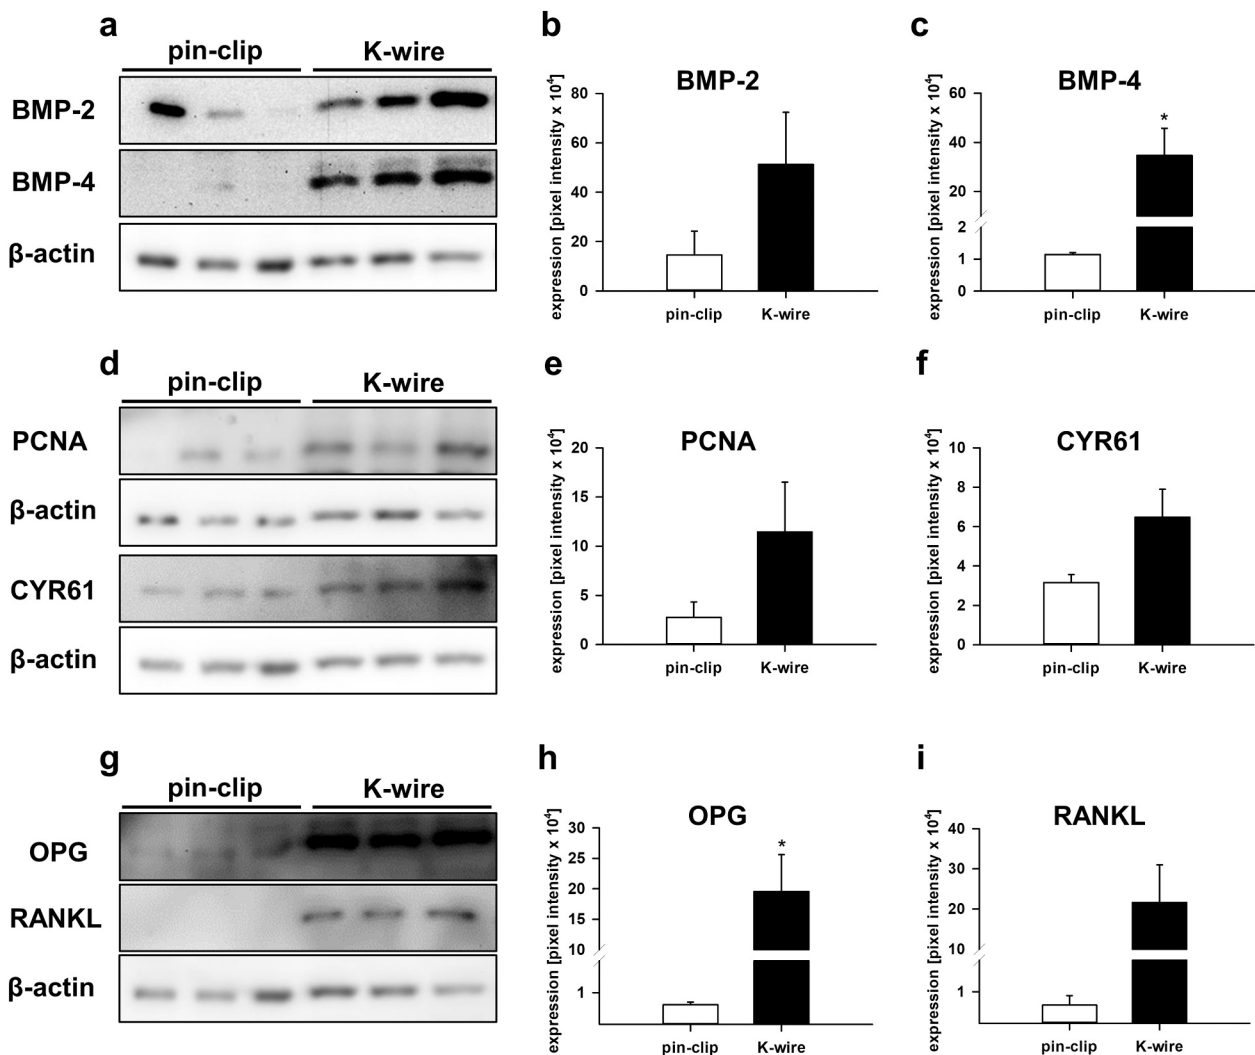 a
pin-clip K-wire
BMP-2
BMP-4
β-actin
b
BMP-2
expression [pixel intensity x 10⁴]
80
60
40
20
0
pin-clip K-wire
c
BMP-4
expression [pixel intensity x 10⁴]
60
40
20
2
1
0
*
pin-clip K-wire
d
pin-clip K-wire
PCNA
β-actin
CYR61
β-actin
e
PCNA
expression [pixel intensity x 10⁴]
20
15
10
5
0
pin-clip K-wire
f
CYR61
expression [pixel intensity x 10⁴]
10
8
6
4
2
0
pin-clip K-wire
g
pin-clip K-wire
OPG
RANKL
β-actin
h
OPG
expression [pixel intensity x 10⁴]
30
25
20
15
10
1
*
pin-clip K-wire
i
RANKL
expression [pixel intensity x 10⁴]
40
30
20
10
1
pin-clip K-wire